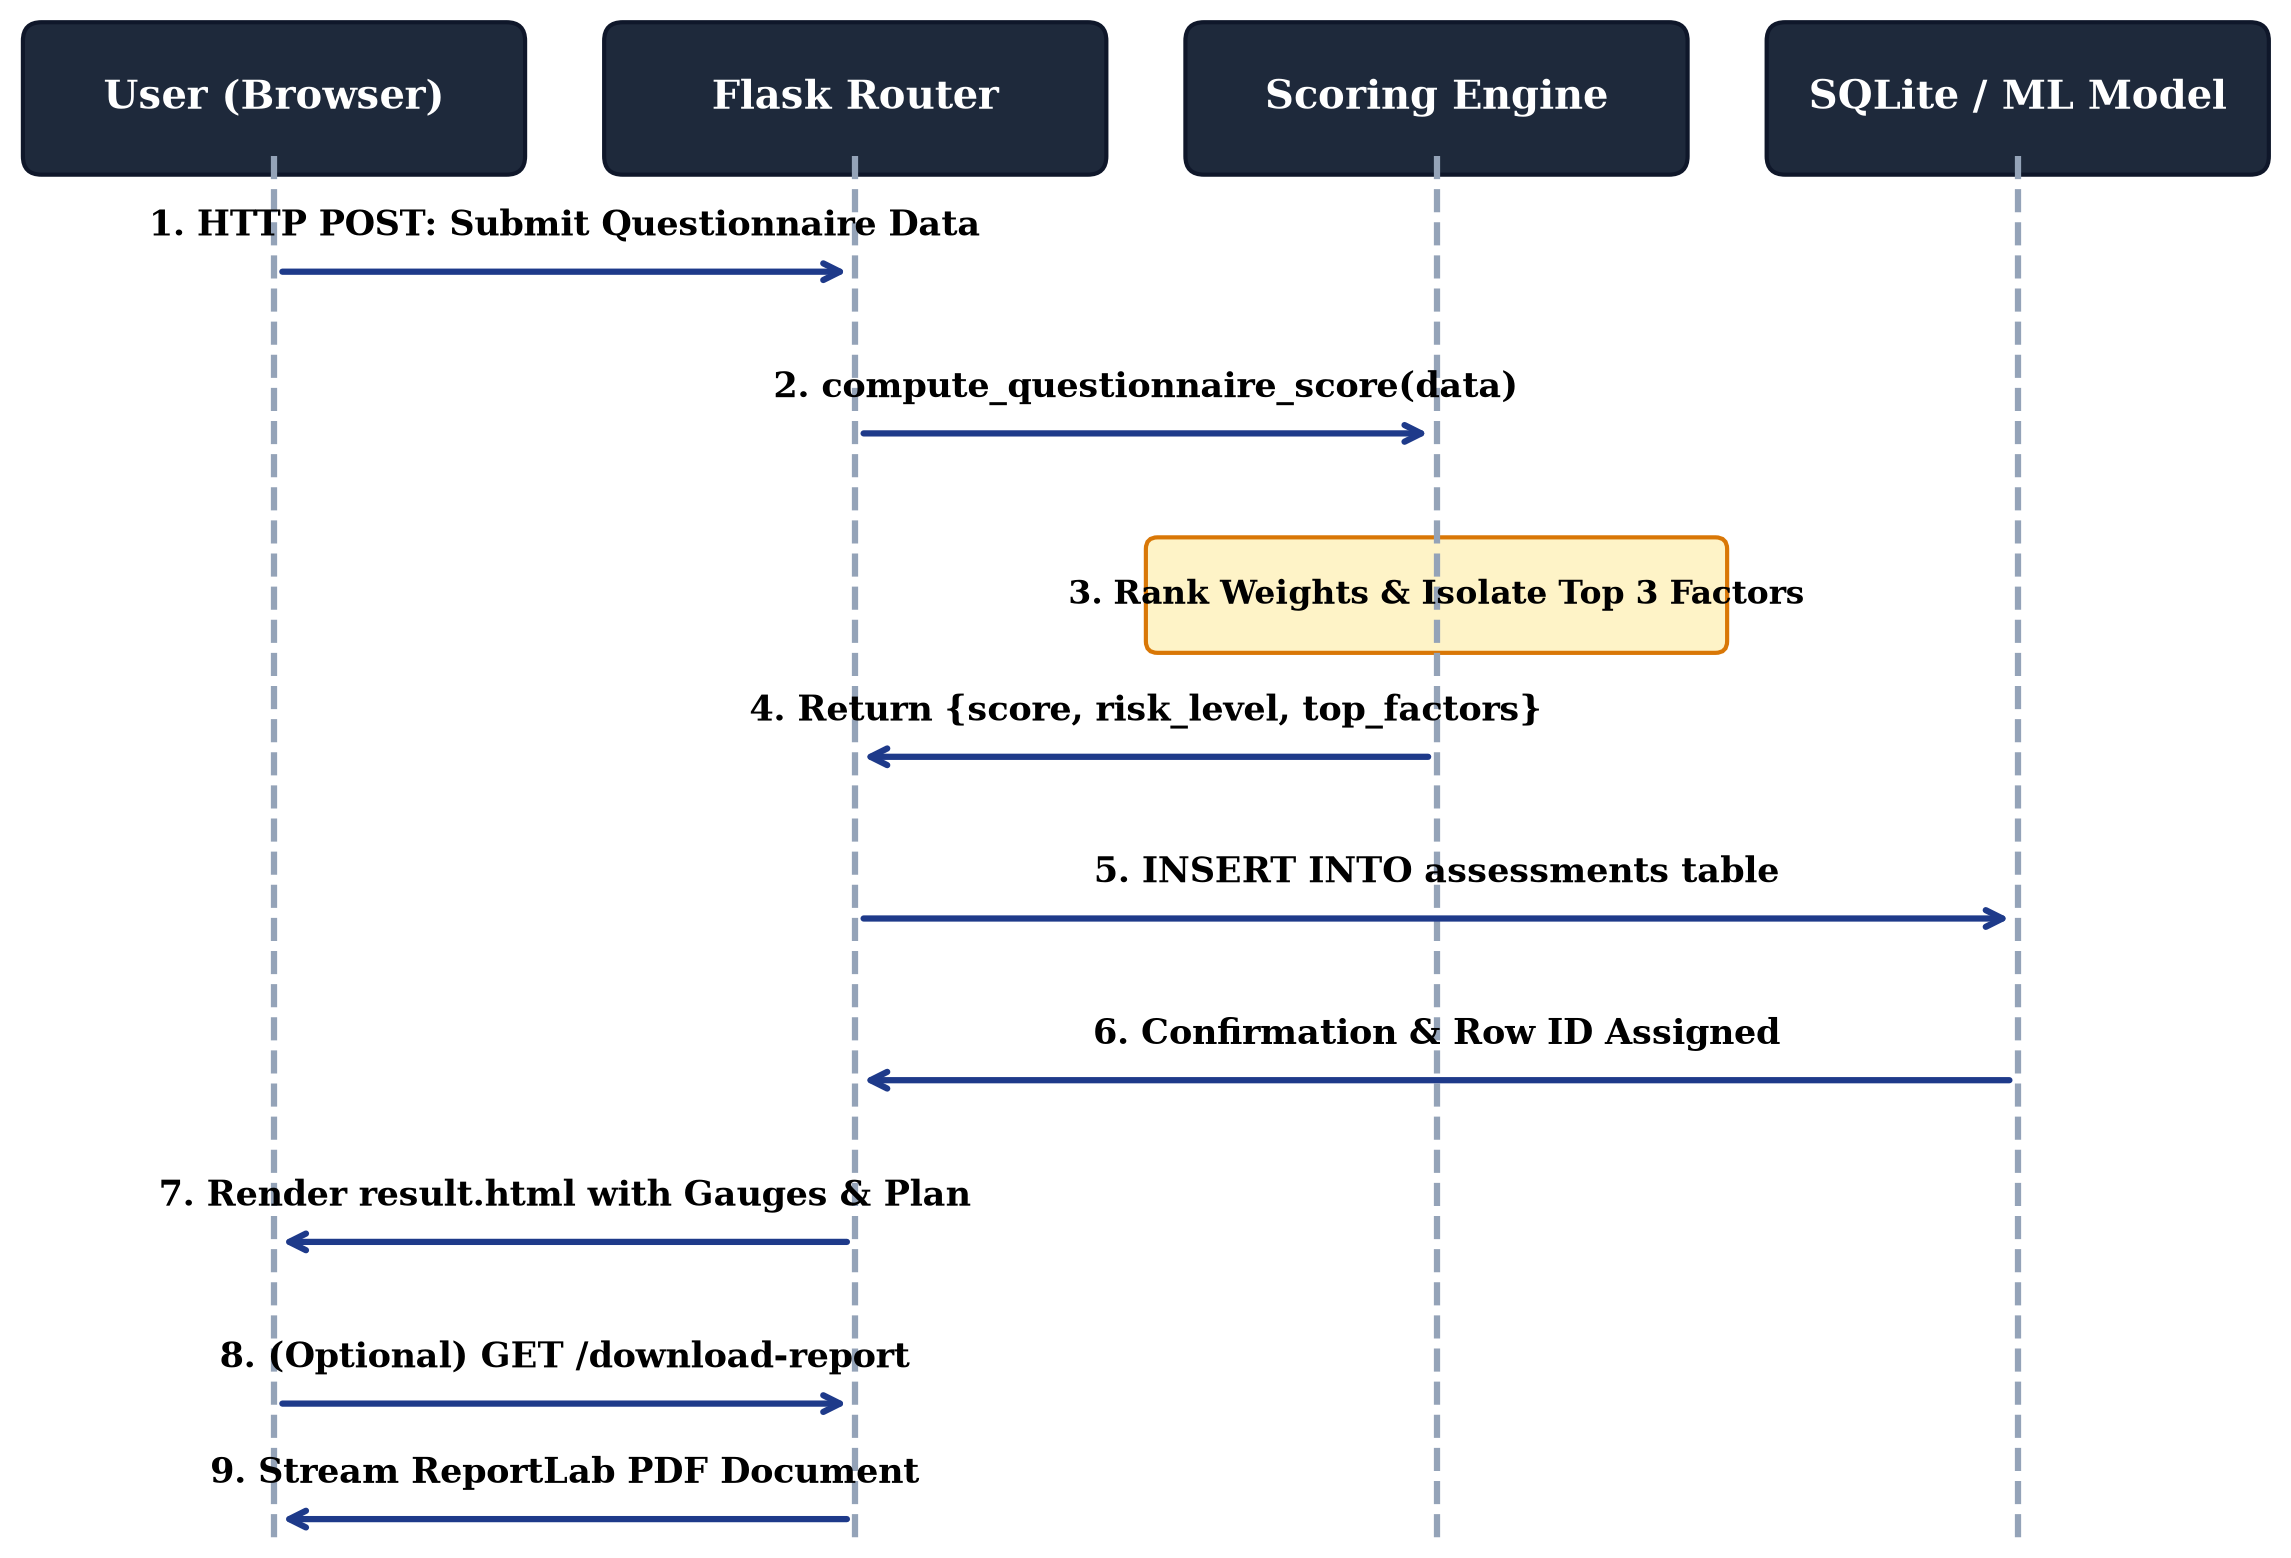 User (Browser)
Flask Router
Scoring Engine
SQLite / ML Model
1. HTTP POST: Submit Questionnaire Data
2. compute_questionnaire_score(data)
3. Rank Weights & Isolate Top 3 Factors
4. Return {score, risk_level, top_factors}
5. INSERT INTO assessments table
6. Confirmation & Row ID Assigned
7. Render result.html with Gauges & Plan
8. (Optional) GET /download-report
9. Stream ReportLab PDF Document